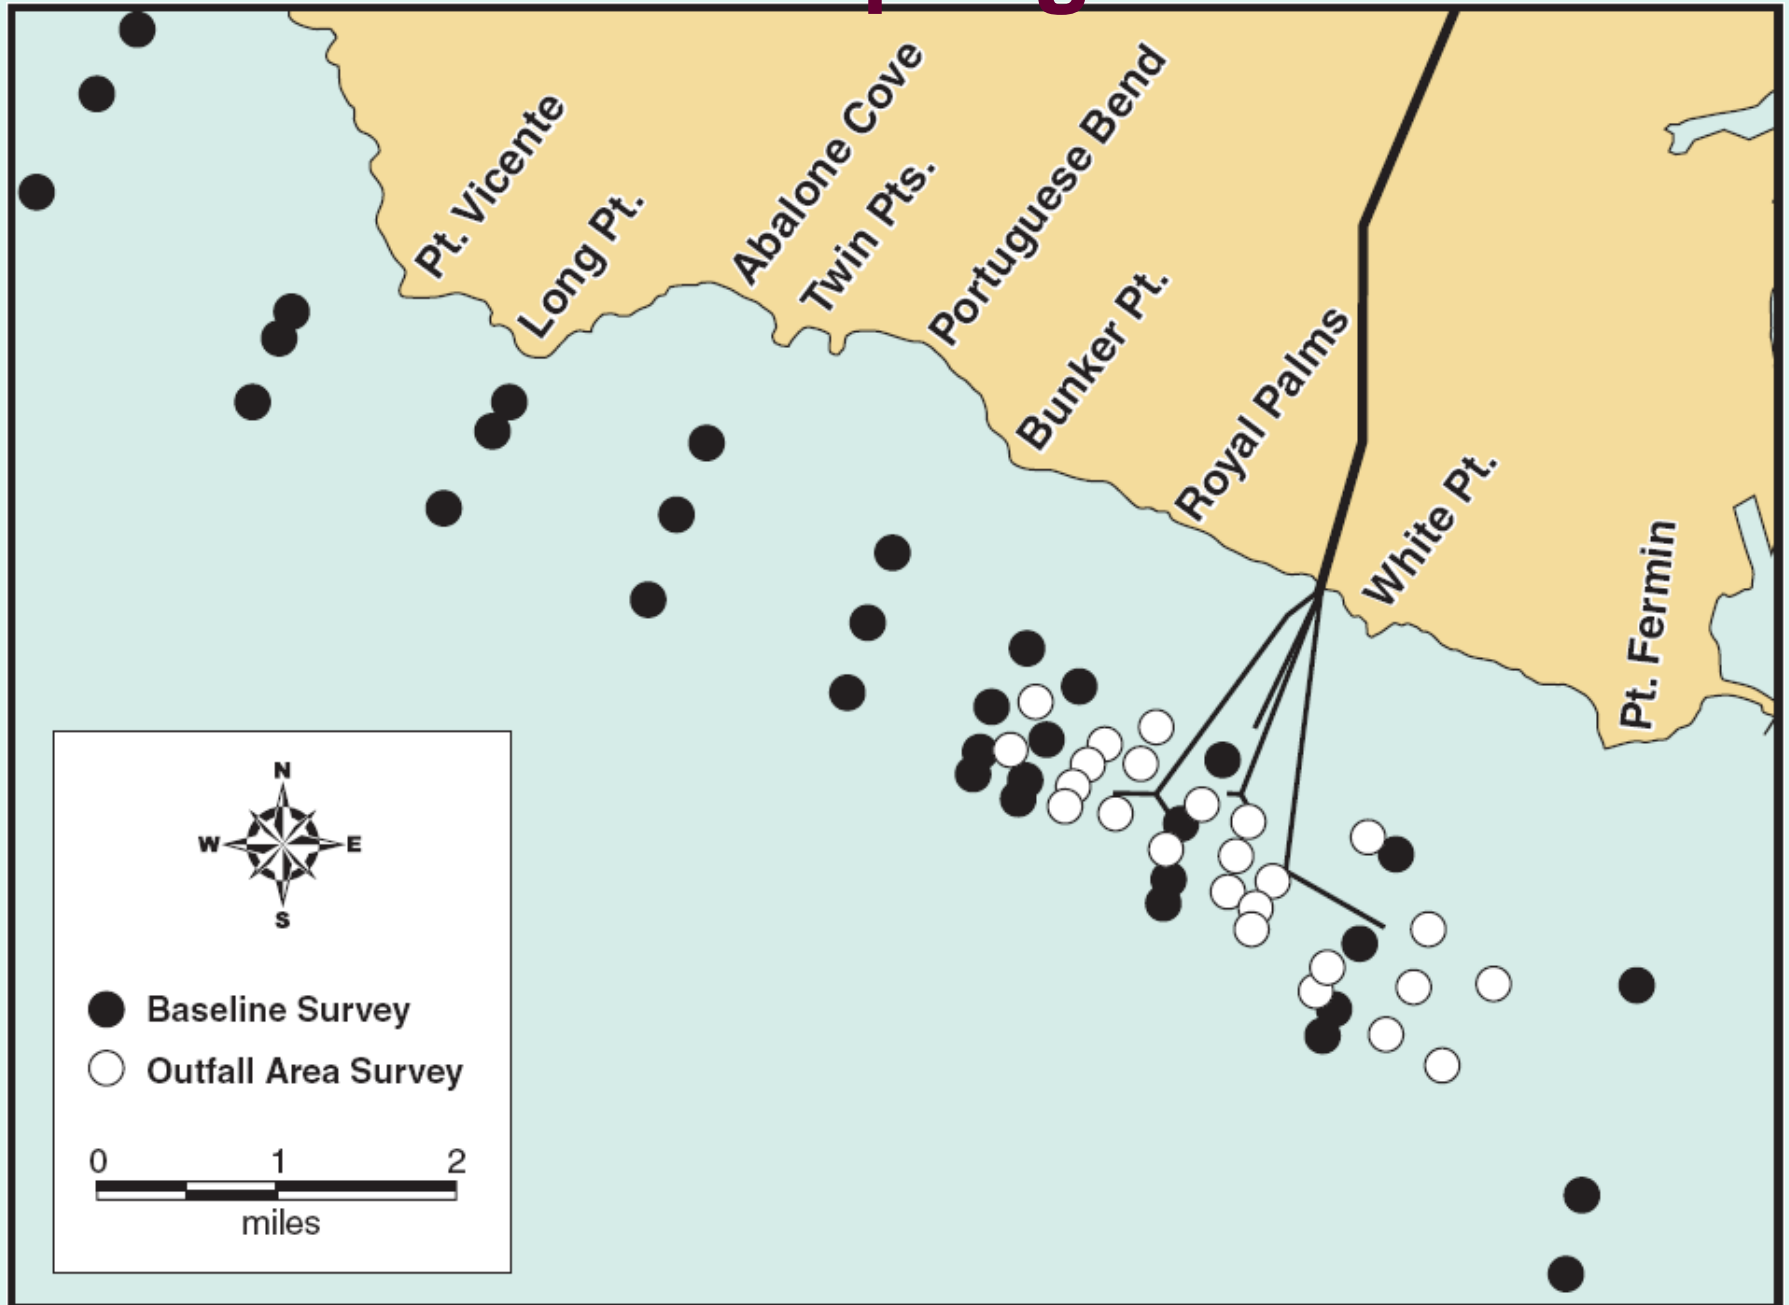 Pt. Vicente
Long Pt.
Abalone Cove
Twin Pts.
Portuguese Bend
Bunker Pt.
Royal Palms
White Pt.
Pt. Fermin
N
W E
S
Baseline Survey
Outfall Area Survey
0 1 2
miles